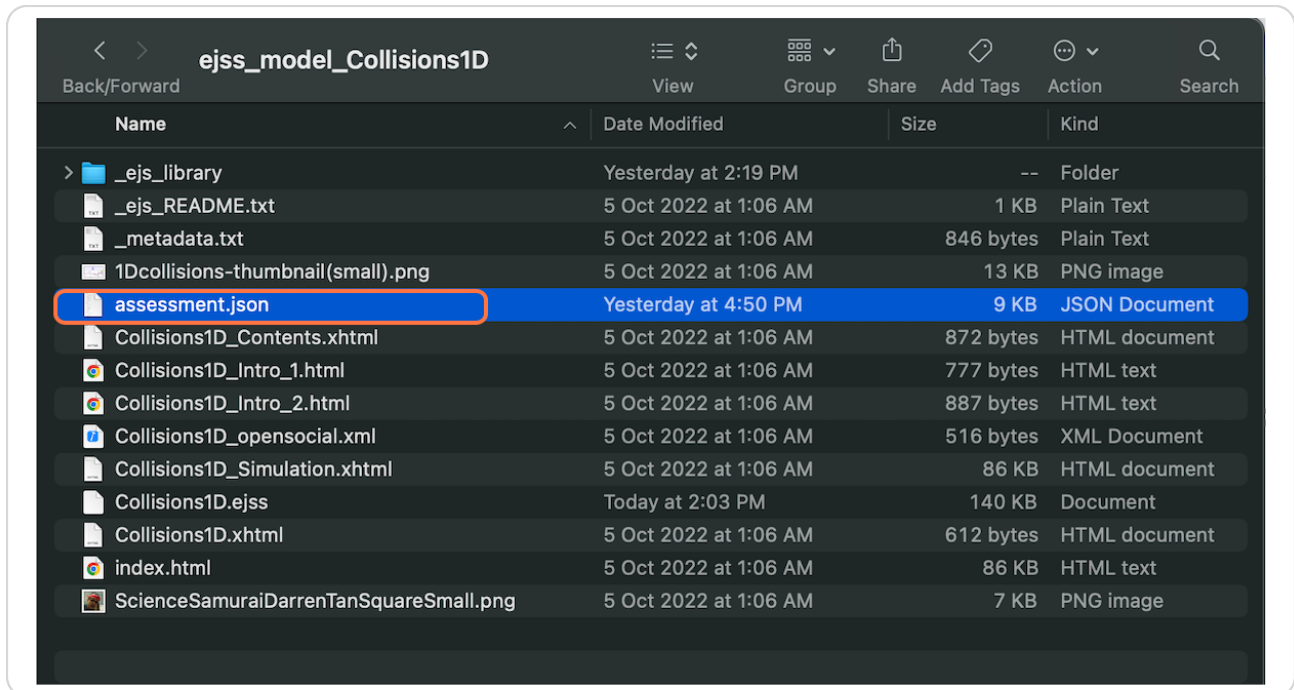 ejss_model_Collisions1D
Back/Forward View Group Share Add Tags Action Search
Name Date Modified Size Kind
_ejs_library Yesterday at 2:19 PM -- Folder
_ejs_README.txt 5 Oct 2022 at 1:06 AM 1 KB Plain Text
_metadata.txt 5 Oct 2022 at 1:06 AM 846 bytes Plain Text
1Dcollisions-thumbnail(small).png 5 Oct 2022 at 1:06 AM 13 KB PNG image
assessment.json Yesterday at 4:50 PM 9 KB JSON Document
Collisions1D_Contents.xhtml 5 Oct 2022 at 1:06 AM 872 bytes HTML document
Collisions1D_Intro_1.html 5 Oct 2022 at 1:06 AM 777 bytes HTML text
Collisions1D_Intro_2.html 5 Oct 2022 at 1:06 AM 887 bytes HTML text
Collisions1D_opensocial.xml 5 Oct 2022 at 1:06 AM 516 bytes XML Document
Collisions1D_Simulation.xhtml 5 Oct 2022 at 1:06 AM 86 KB HTML document
Collisions1D.ejss Today at 2:03 PM 140 KB Document
Collisions1D.xhtml 5 Oct 2022 at 1:06 AM 612 bytes HTML document
index.html 5 Oct 2022 at 1:06 AM 86 KB HTML text
ScienceSamuraiDarrenTanSquareSmall.png 5 Oct 2022 at 1:06 AM 7 KB PNG image